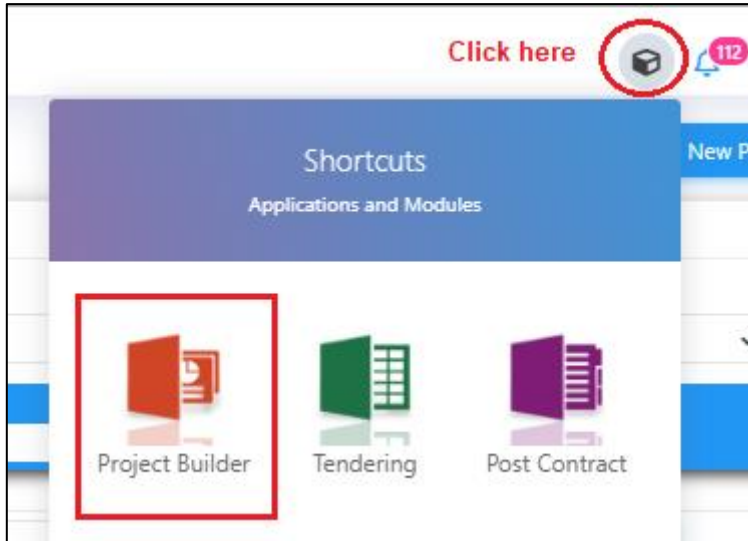 Click here
112
Shortcuts
New P
Applications and Modules
Project Builder
Tendering
Post Contract